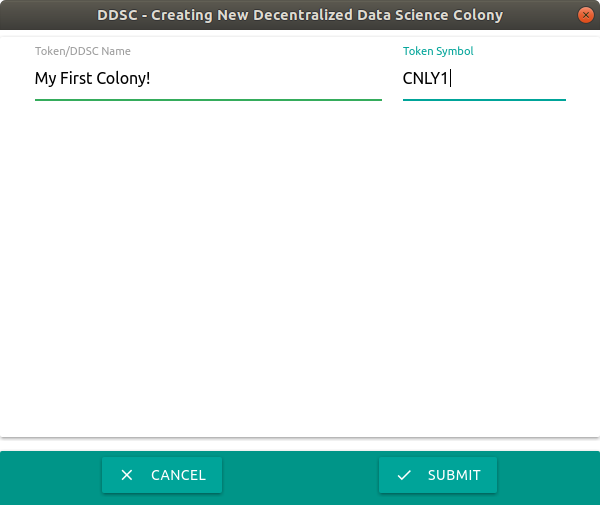 DDSC - Creating New Decentralized Data Science Colony
Token/DDSC Name
Token Symbol
My First Colony!
CNLY1
CANCEL
SUBMIT